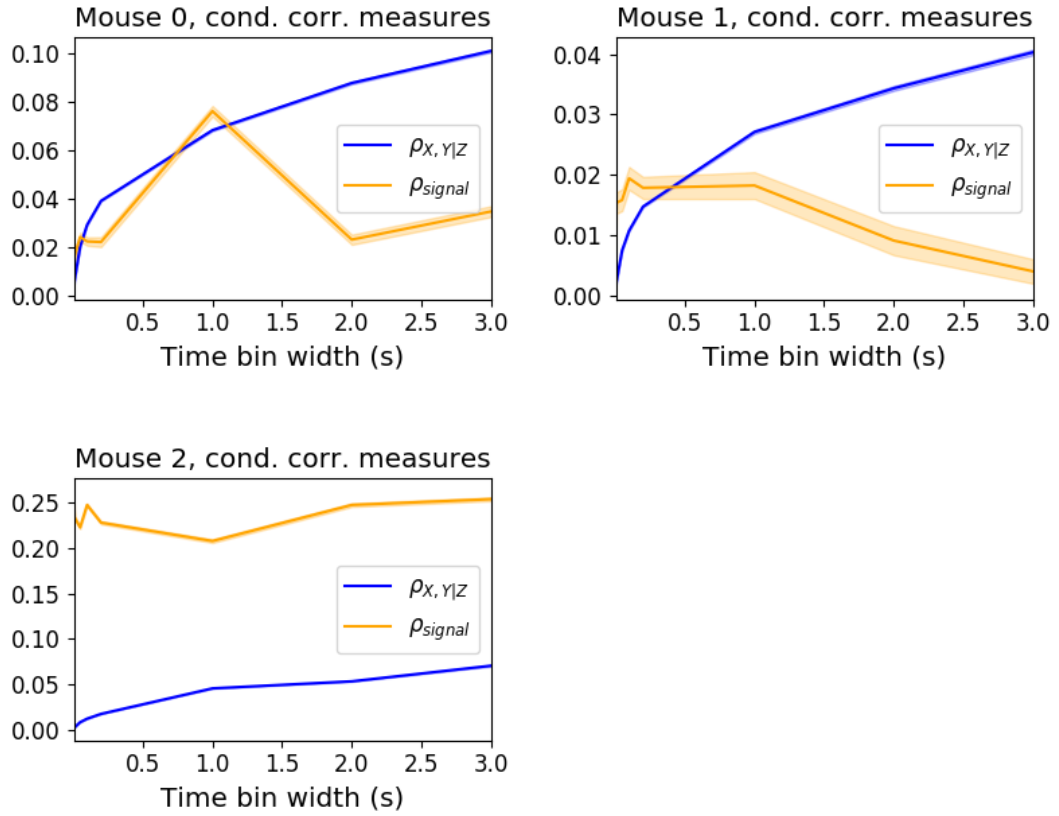 Mouse 0, cond. corr. measures
0.10
0.08
0.06
0.04
0.02
0.00
ρX, Y|Z
ρsignal
0.5 1.0 1.5 2.0 2.5 3.0
Time bin width (s)
Mouse 1, cond. corr. measures
0.04
0.03
0.02
0.01
0.00
ρX, Y|Z
ρsignal
0.5 1.0 1.5 2.0 2.5 3.0
Time bin width (s)
Mouse 2, cond. corr. measures
0.25
0.20
0.15
0.10
0.05
0.00
ρX, Y|Z
ρsignal
0.5 1.0 1.5 2.0 2.5 3.0
Time bin width (s)